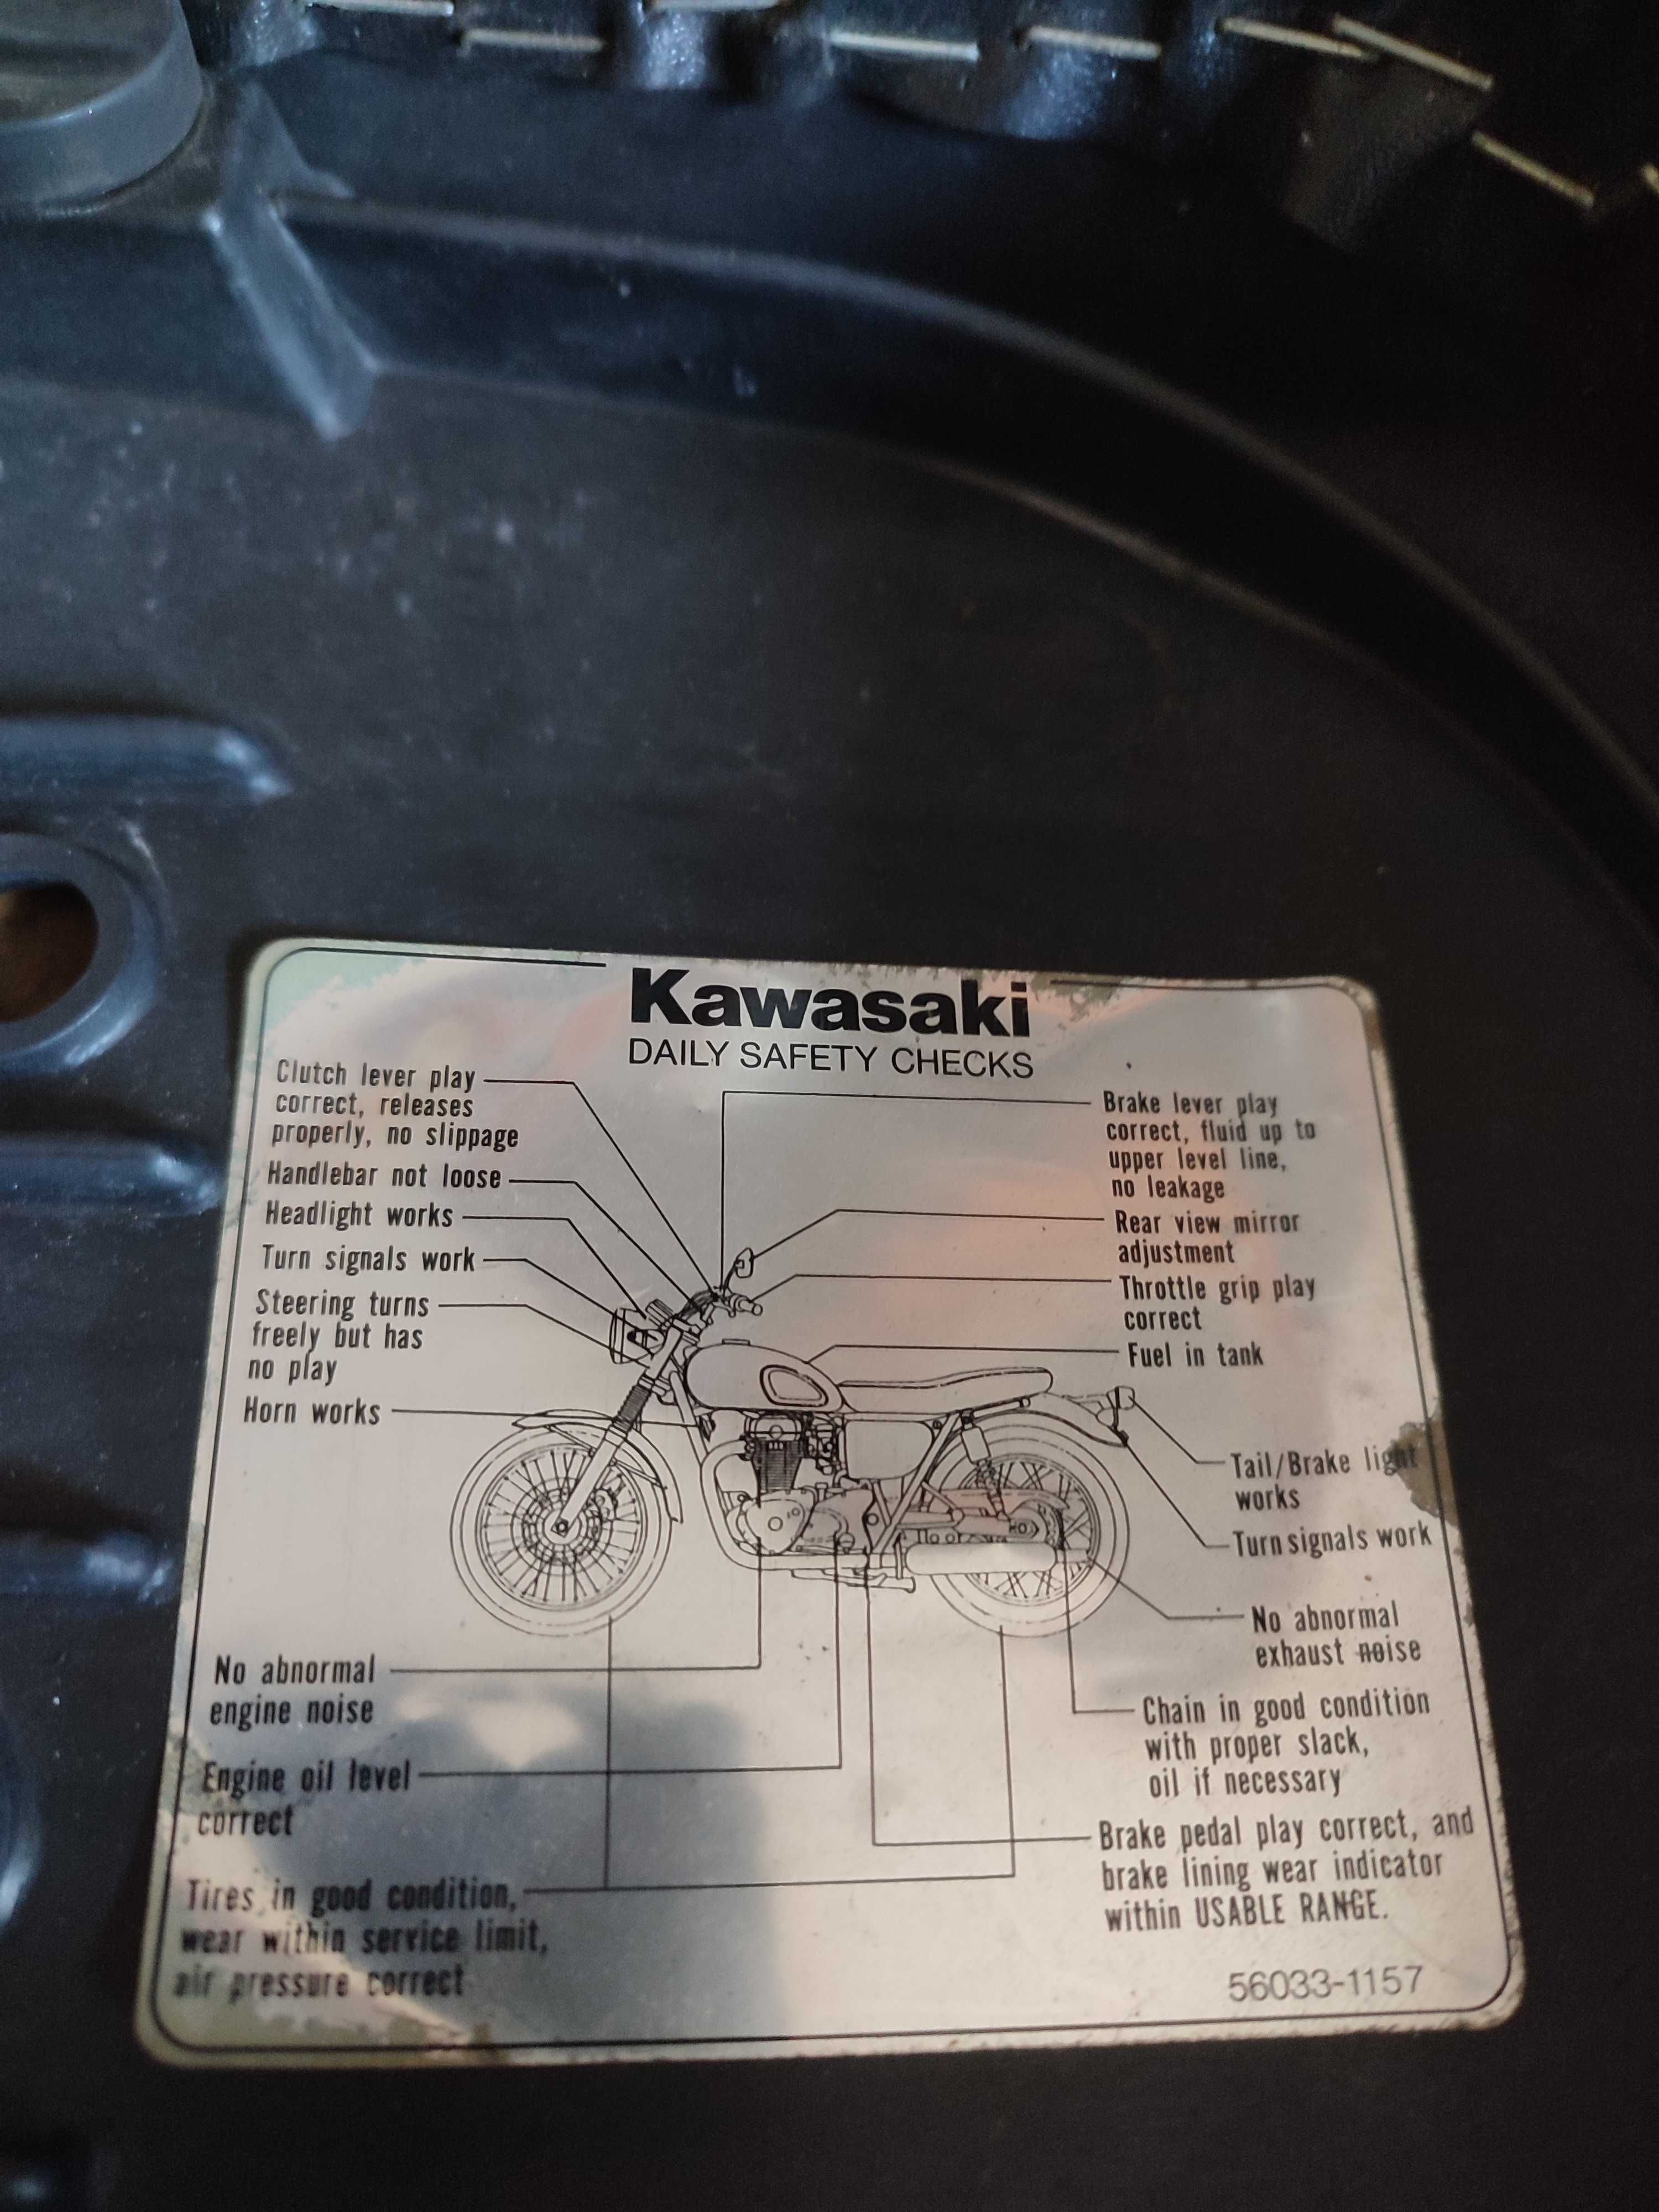 Kawasaki
DAILY SAFETY CHECKS
Clutch lever play
correct, releases
properly, no slippage
Handlebar not loose
Headlight works
Turn signals work
Steering turns
freely but has
no play
Horn works
No abnormal
engine noise
Engine oil level
correct
Tires in good condition,
wear within service limit,
air pressure correct
Brake lever play
correct, fluid up to
upper level line,
no leakage
Rear view mirror
adjustment
Throttle grip play
correct
Fuel in tank
Tail/Brake light
works
Turn signals work
No abnormal
exhaust noise
Chain in good condition
with proper slack,
oil if necessary
Brake pedal play correct, and
brake lining wear indicator
within USABLE RANGE.
56033-1157